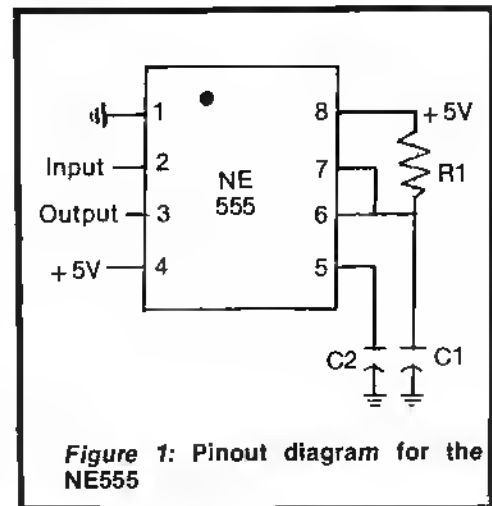 1
8
+5V
Input
2
7
R1
NE
555
Output
3
6
+5V
4
5
C2
C1
Figure 1: Pinout diagram for the
NE555